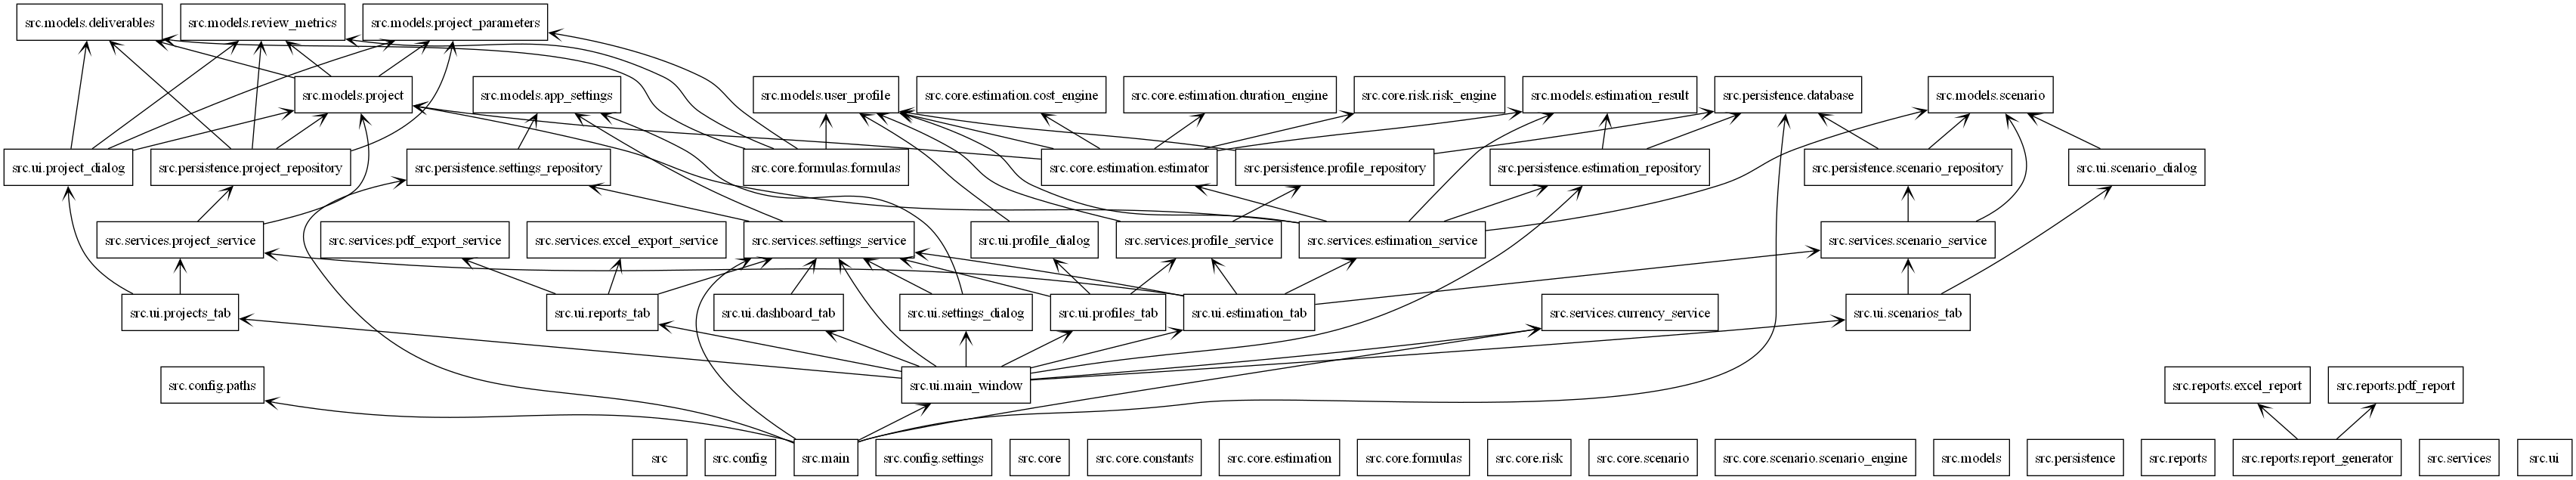 src.models.deliverables
src.models.review_metrics
src.models.project_parameters
src.models.project
src.models.app_settings
src.models.user_profile
src.core.estimation.cost_engine
src.core.estimation.duration_engine
src.core.risk.risk_engine
src.models.estimation_result
src.persistence.database
src.models.scenario
src.ui.project_dialog
src.persistence.project_repository
src.persistence.settings_repository
src.core.formulas.formulas
src.core.estimation.estimator
src.persistence.profile_repository
src.persistence.estimation_repository
src.persistence.scenario_repository
src.ui.scenario_dialog
src.services.project_service
src.services.pdf_export_service
src.services.excel_export_service
src.services.settings_service
src.ui.profile_dialog
src.services.profile_service
src.services.estimation_service
src.services.scenario_service
src.ui.projects_tab
src.ui.reports_tab
src.ui.dashboard_tab
src.ui.settings_dialog
src.ui.profiles_tab
src.ui.estimation_tab
src.services.currency_service
src.ui.scenarios_tab
src.config.paths
src.ui.main_window
src.reports.excel_report
src.reports.pdf_report
src
src.config
src.main
src.config.settings
src.core
src.core.constants
src.core.estimation
src.core.formulas
src.core.risk
src.core.scenario
src.core.scenario.scenario_engine
src.models
src.persistence
src.reports
src.reports.report_generator
src.services
src.ui